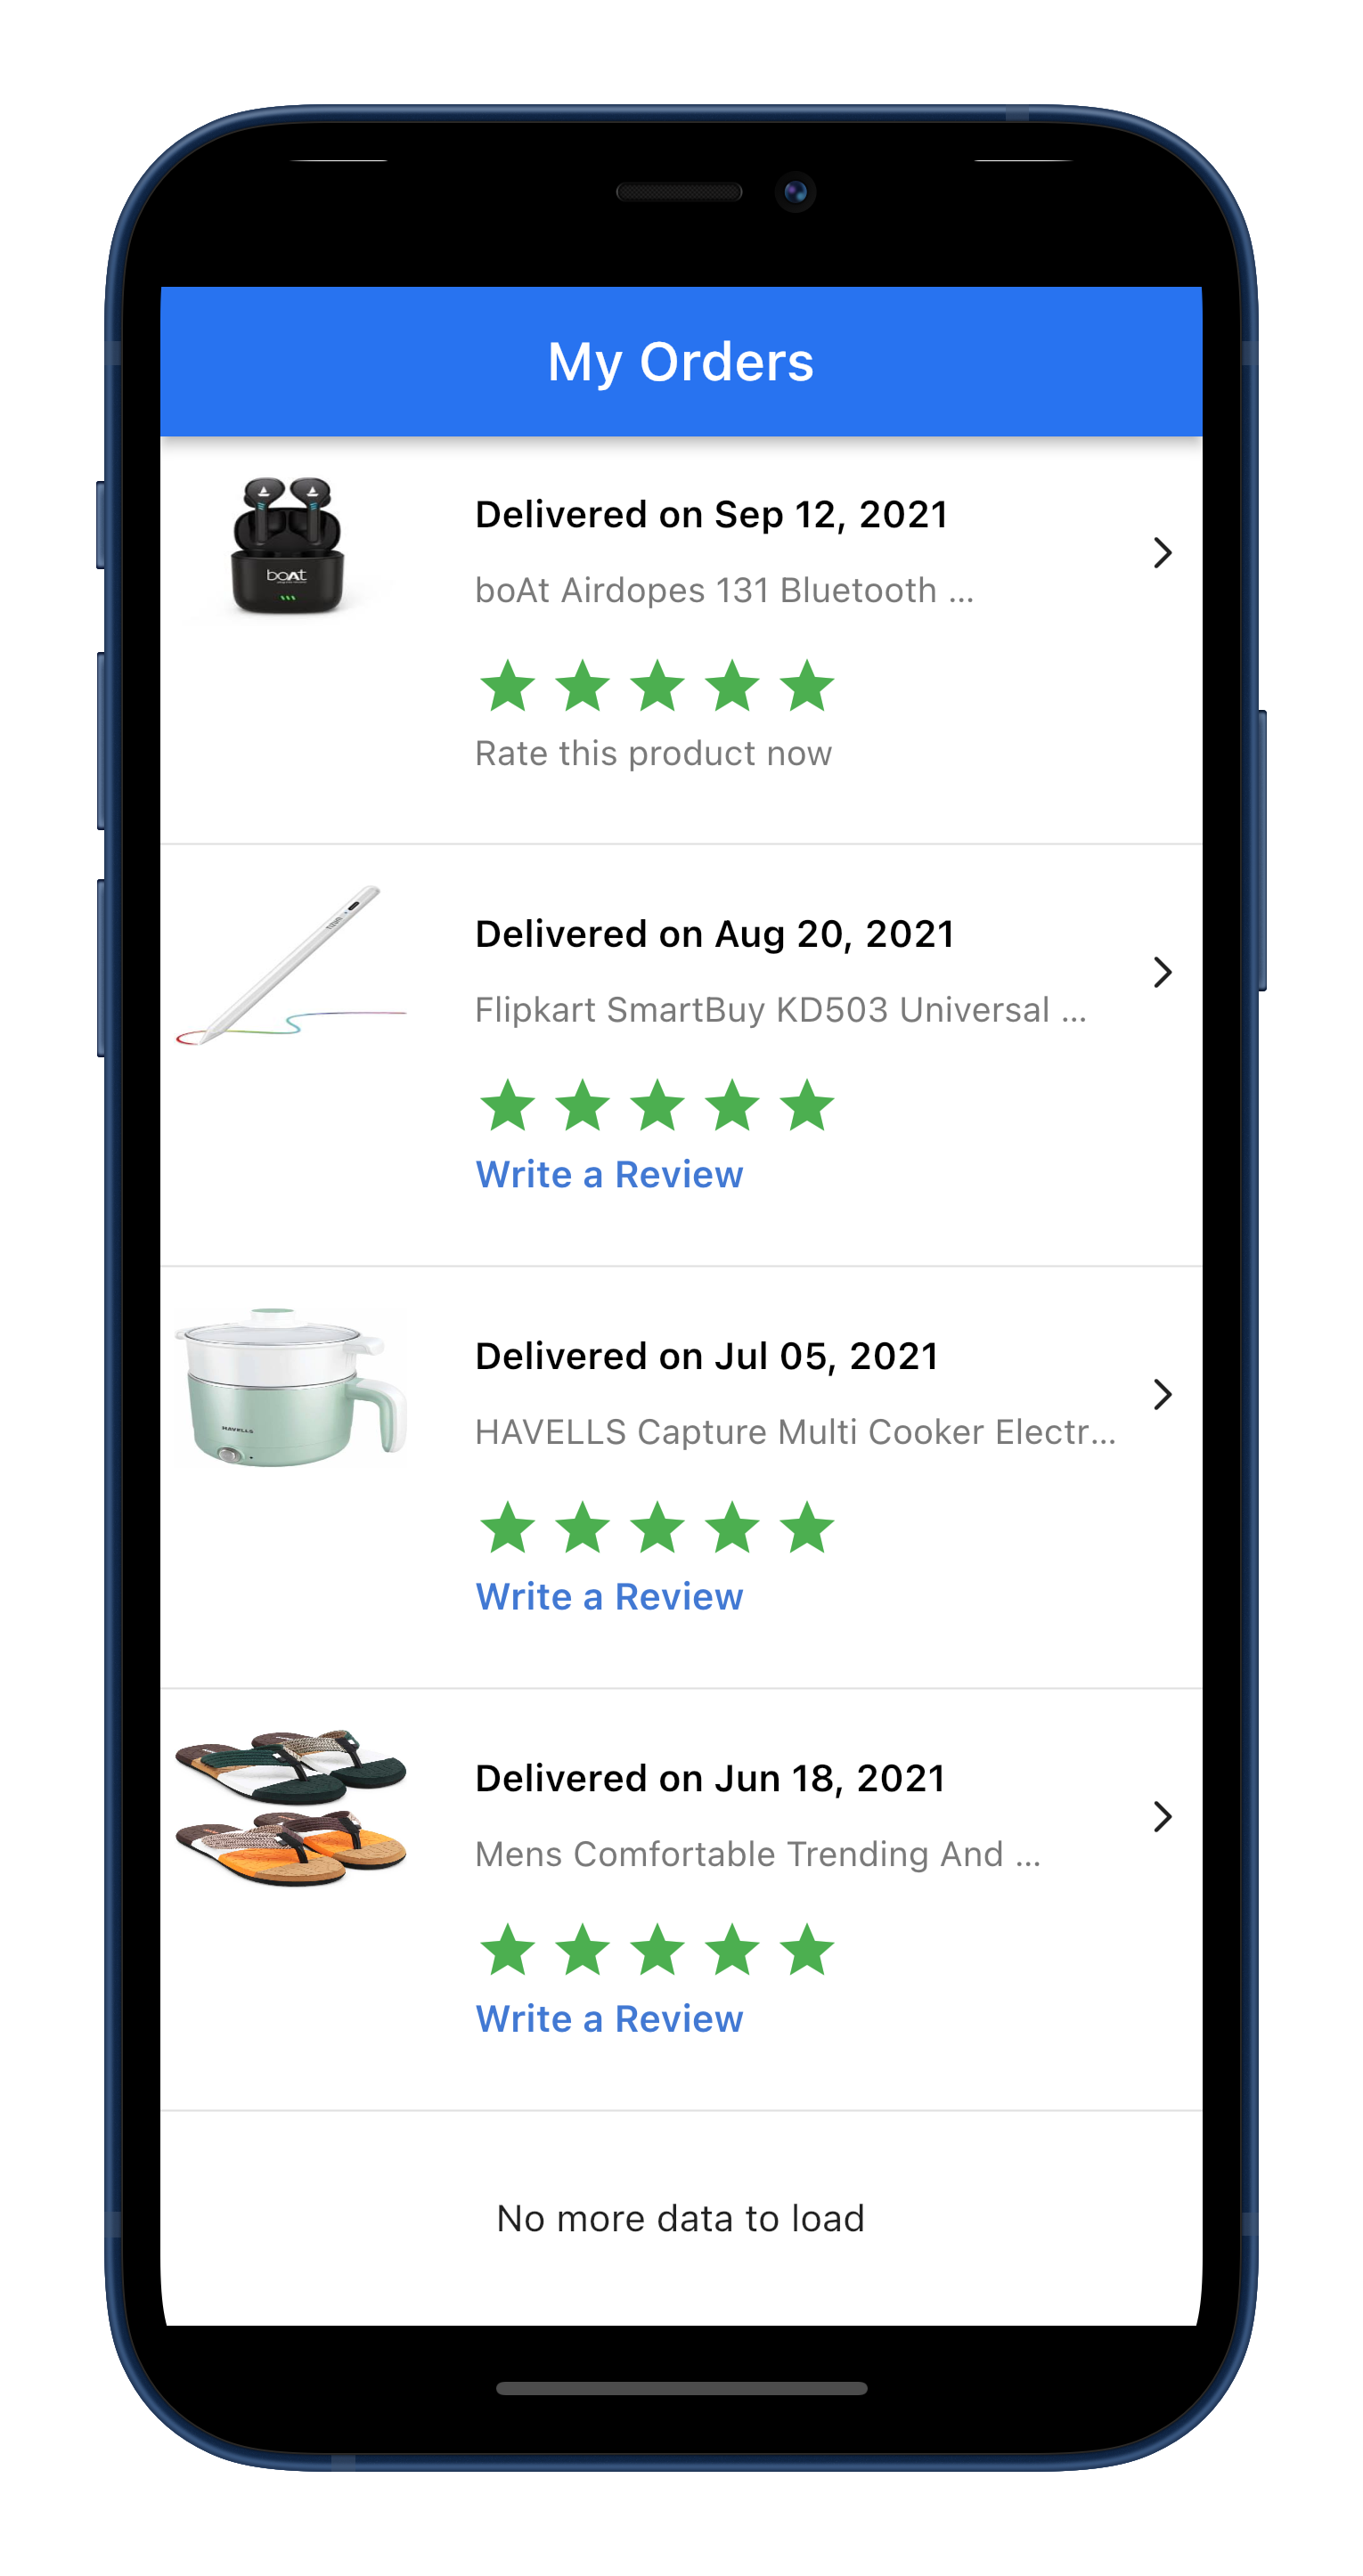 My Orders
boAt
Delivered on Sep 12, 2021
boAt Airdopes 131 Bluetooth ...
Rate this product now
Delivered on Aug 20, 2021
Flipkart SmartBuy KD503 Universal ...
Write a Review
HAVELLS
Delivered on Jul 05, 2021
HAVELLS Capture Multi Cooker Electr...
Write a Review
Delivered on Jun 18, 2021
Mens Comfortable Trending And ...
Write a Review
No more data to load